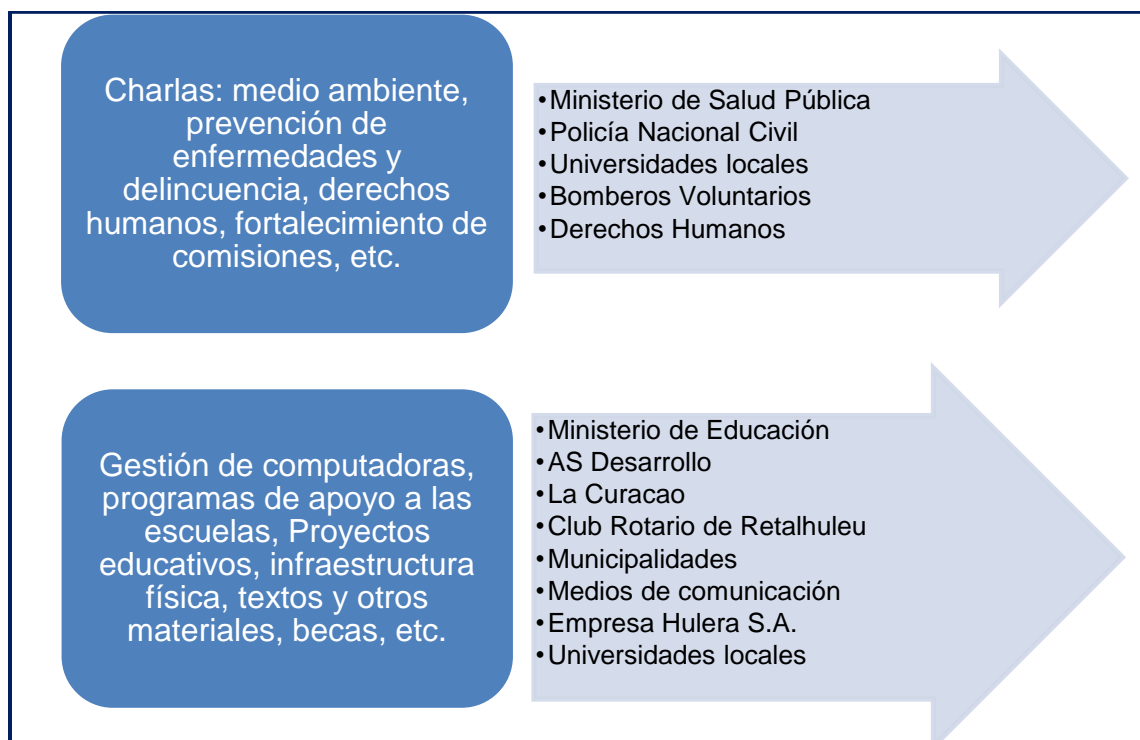 Charlas: medio ambiente,
prevención de
enfermedades y
delincuencia, derechos
humanos, fortalecimiento de
comisiones, etc.
•Ministerio de Salud Pública
•Policía Nacional Civil
•Universidades locales
•Bomberos Voluntarios
•Derechos Humanos
Gestión de computadoras,
programas de apoyo a las
escuelas, Proyectos
educativos, infraestructura
física, textos y otros
materiales, becas, etc.
•Ministerio de Educación
•AS Desarrollo
•La Curacao
•Club Rotario de Retalhuleu
•Municipalidades
•Medios de comunicación
•Empresa Hulera S.A.
•Universidades locales